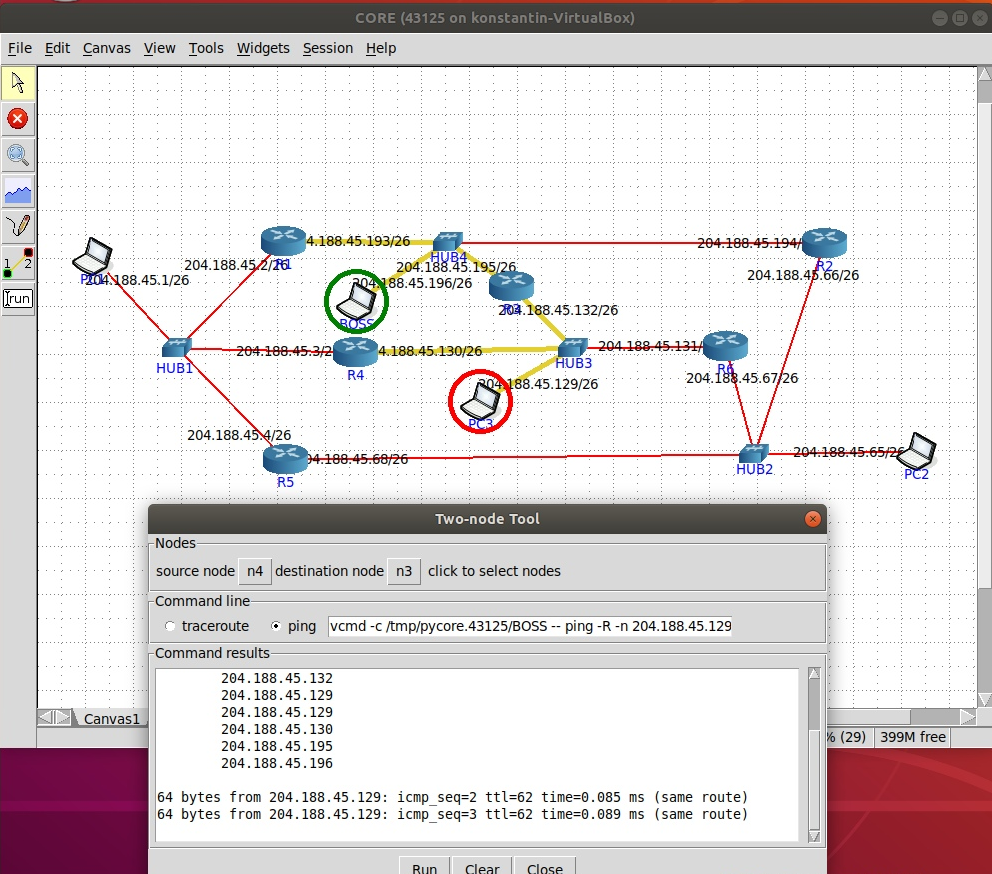 CORE (43125 on konstantin-VirtualBox)
File Edit Canvas View Tools Widgets Session Help
1 2
run
4.188.45.193/26
HUB4
204.188.45.194/
R2
204.188.45.2/26
R1
204.188.45.195/26
204.188.45.66/26
PC1
204.188.45.1/26
204.188.45.196/26
R3
204.188.45.132/26
BOSS
HUB1
204.188.45.3/2
R4
4.188.45.130/26
HUB3
204.188.45.131/
R6
204.188.45.67/26
204.188.45.129/26
PC3
204.188.45.4/26
R5
4.188.45.68/26
HUB2
204.188.45.65/26
PC2
Two-node Tool
Nodes
source node n4 destination node n3 click to select nodes
Command line
traceroute ping vcmd -c /tmp/pycore.43125/BOSS -- ping -R -n 204.188.45.129
Command results
204.188.45.132
204.188.45.129
204.188.45.129
204.188.45.130
204.188.45.195
204.188.45.196
64 bytes from 204.188.45.129: icmp_seq=2 ttl=62 time=0.085 ms (same route)
64 bytes from 204.188.45.129: icmp_seq=3 ttl=62 time=0.089 ms (same route)
Canvas1
% (29) 399M free
Run Clear Close